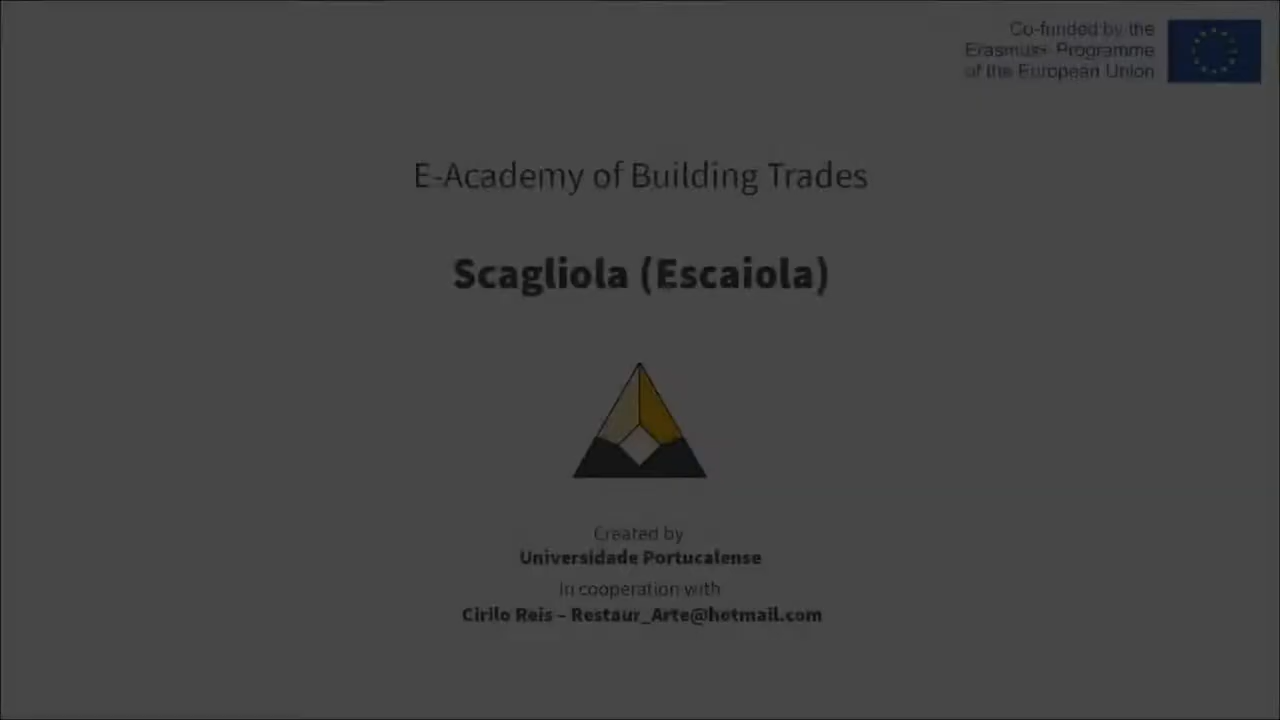 Co-funded by the
Erasmus+ Programme
of the European Union
E-Academy of Building Trades
Scagliola (Escaiola)
Created by
Universidade Portucalense
In cooperation with
Cirilo Reis – Restaur_Arte@hotmail.com